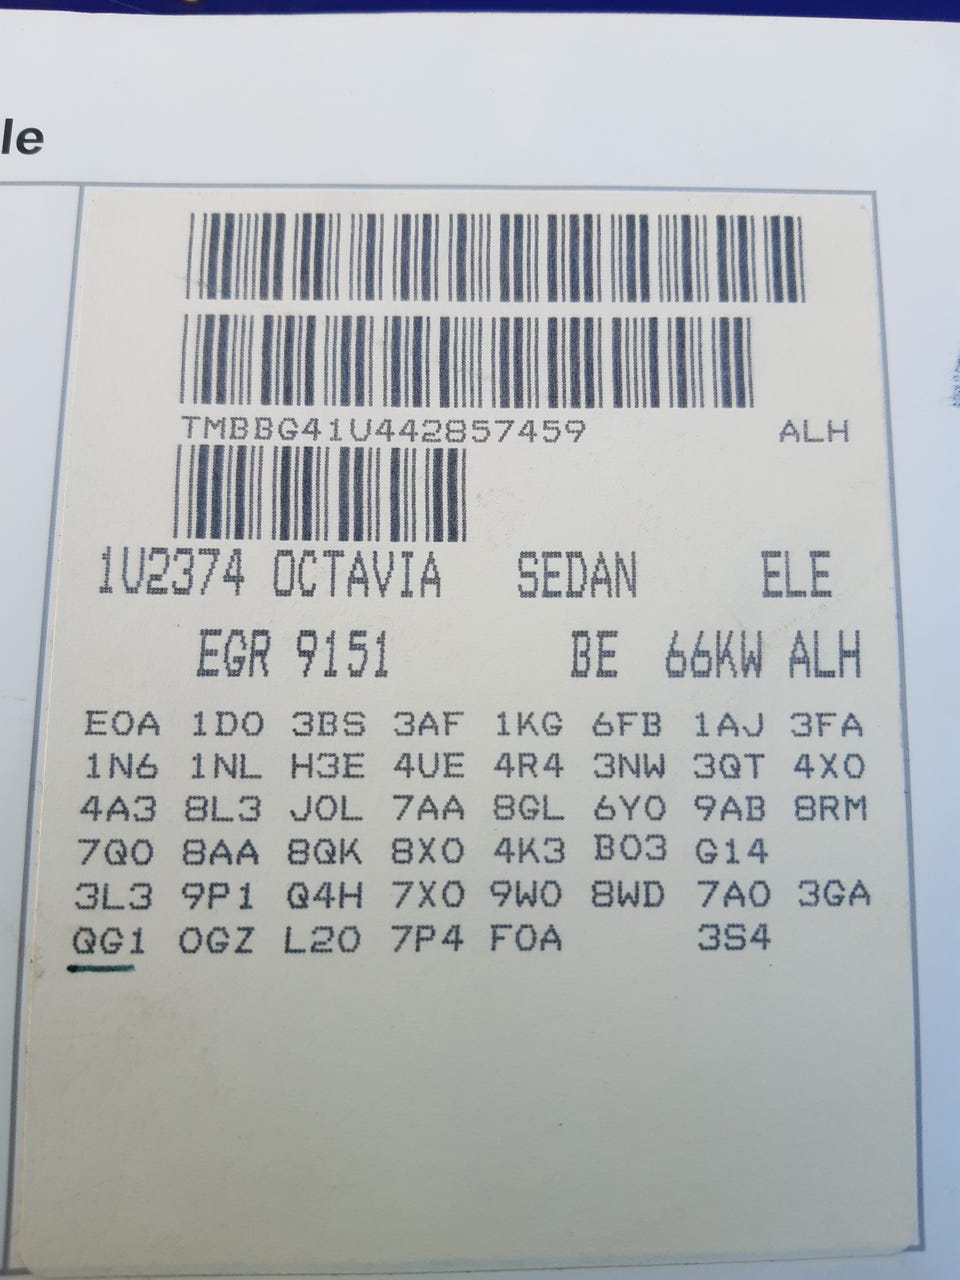 le
TMBBG41U442857459 ALH
1U2374 OCTAVIA SEDAN ELE
EGR 9151 BE 66KW ALH
E0A 1D0 3BS 3AF 1KG 6FB 1AJ 3FA
1N6 1NL H3E 4UE 4R4 3NW 3QT 4X0
4A3 8L3 J0L 7AA 8GL 6Y0 9AB 8RM
7Q0 8AA 8QK 8X0 4K3 B03 G14
3L3 9P1 Q4H 7X0 9W0 8WD 7A0 3GA
QG1 0GZ L20 7P4 F0A 3S4